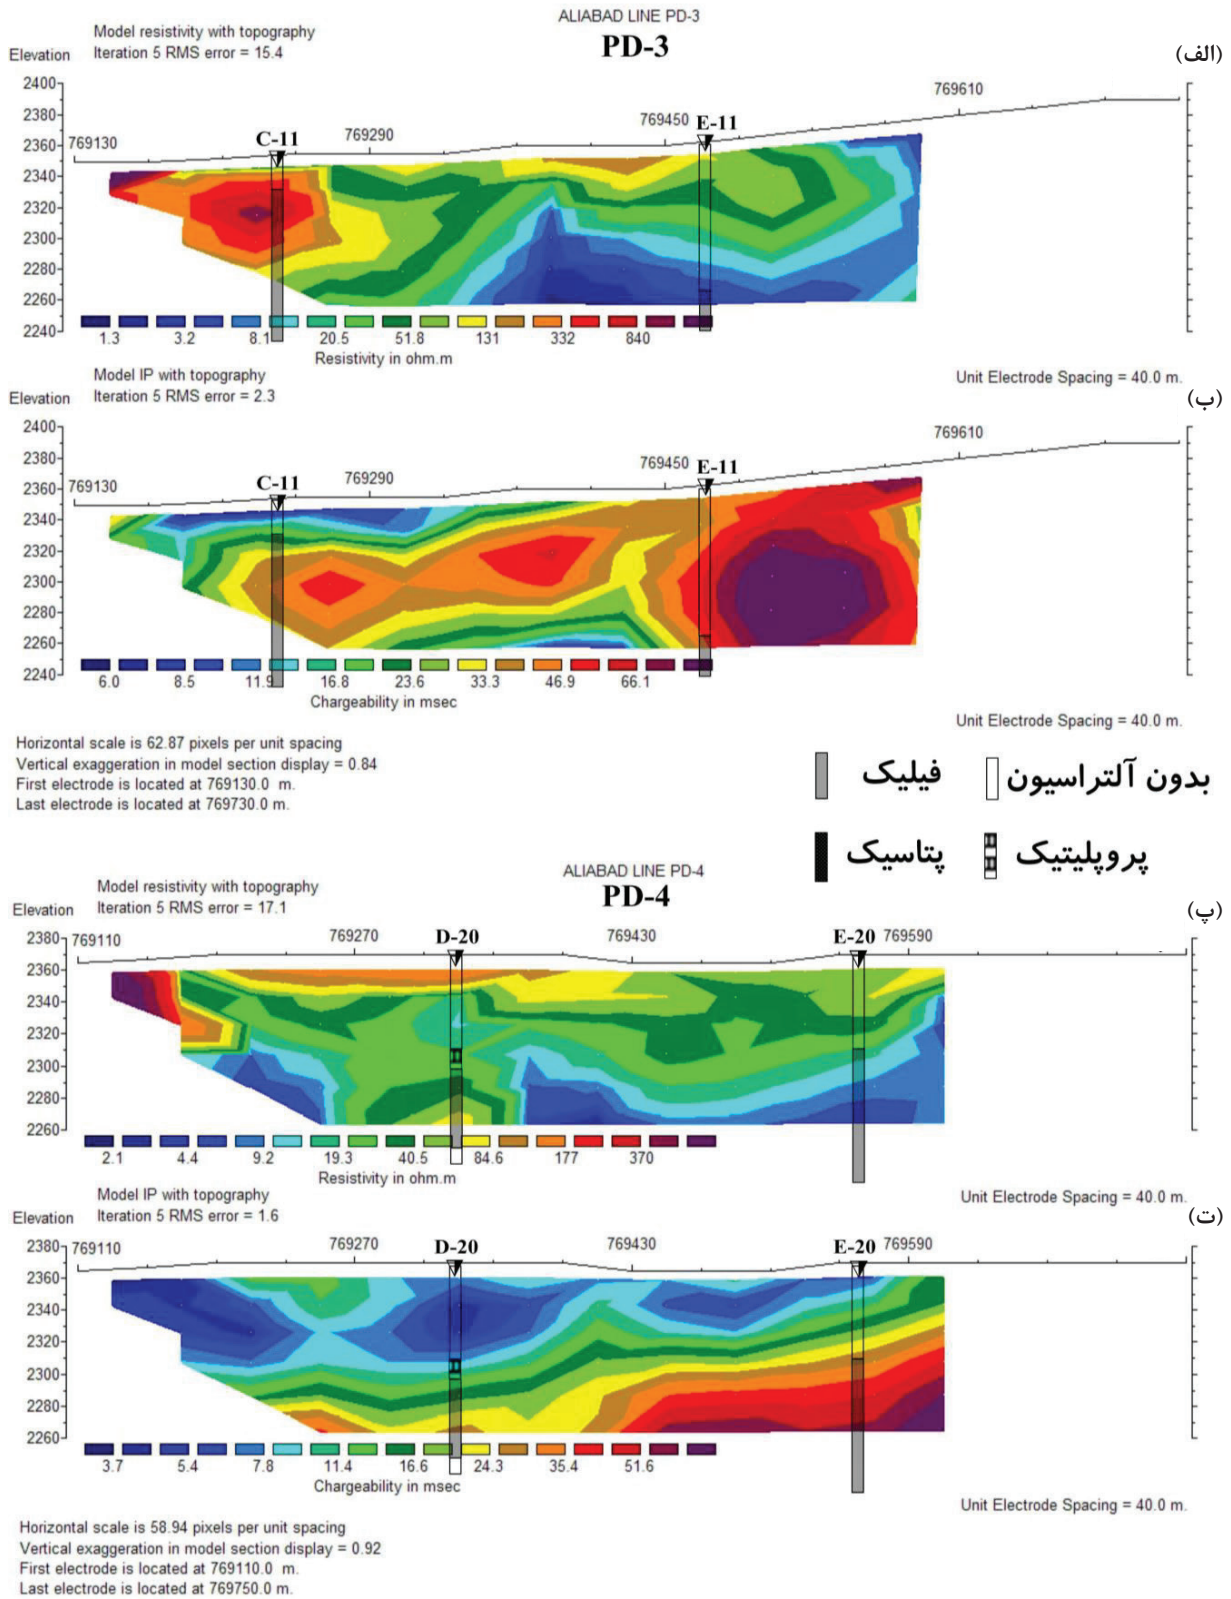 ALIABAD LINE PD-3
PD-3
(الف)
Model resistivity with topography
Iteration 5 RMS error = 15.4
Elevation
2400
2380
2360
2340
2320
2300
2280
2260
2240
769130
C-11
769290
769450
E-11
769610
1.3 3.2 8.1 20.5 51.8 131 332 840
Resistivity in ohm.m
Unit Electrode Spacing = 40.0 m.
(ب)
Model IP with topography
Iteration 5 RMS error = 2.3
Elevation
2400
2380
2360
2340
2320
2300
2280
2260
2240
769130
C-11
769290
769450
E-11
769610
6.0 8.5 11.9 16.8 23.6 33.3 46.9 66.1
Chargeability in msec
Unit Electrode Spacing = 40.0 m.
Horizontal scale is 62.87 pixels per unit spacing
Vertical exaggeration in model section display = 0.84
First electrode is located at 769130.0 m.
Last electrode is located at 769730.0 m.
بدون آلتراسیون
فیلیک
پروپلیتیک
پتاسیک
ALIABAD LINE PD-4
PD-4
(پ)
Model resistivity with topography
Iteration 5 RMS error = 17.1
Elevation
2380
2360
2340
2320
2300
2280
2260
769110
769270
D-20
769430
E-20
769590
2.1 4.4 9.2 19.3 40.5 84.6 177 370
Resistivity in ohm.m
Unit Electrode Spacing = 40.0 m.
(ت)
Model IP with topography
Iteration 5 RMS error = 1.6
Elevation
2380
2360
2340
2320
2300
2280
2260
769110
769270
D-20
769430
E-20
769590
3.7 5.4 7.8 11.4 16.6 24.3 35.4 51.6
Chargeability in msec
Unit Electrode Spacing = 40.0 m.
Horizontal scale is 58.94 pixels per unit spacing
Vertical exaggeration in model section display = 0.92
First electrode is located at 769110.0 m.
Last electrode is located at 769750.0 m.